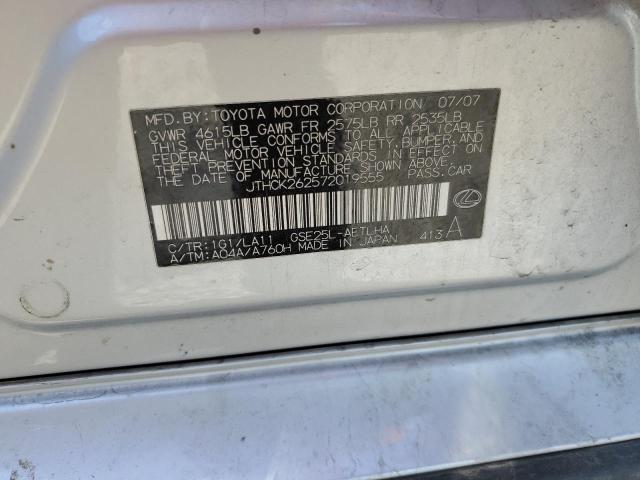 MFD.BY:TOYOTA MOTOR CORPORATION 07/07
GVWR 4615LB GAWR FR 2575LB RR 2535LB
THIS VEHICLE CONFORMS TO ALL APPLICABLE
FEDERAL MOTOR VEHICLE SAFETY, BUMPER, AND
THEFT PREVENTION STANDARDS IN EFFECT ON
THE DATE OF MANUFACTURE SHOWN ABOVE.
JTHCK262572019555 PASS.CAR
C/TR:1G1/LA11 GSE25L-AETLHA
A/TM:A04A/A760H MADE IN JAPAN 413 A